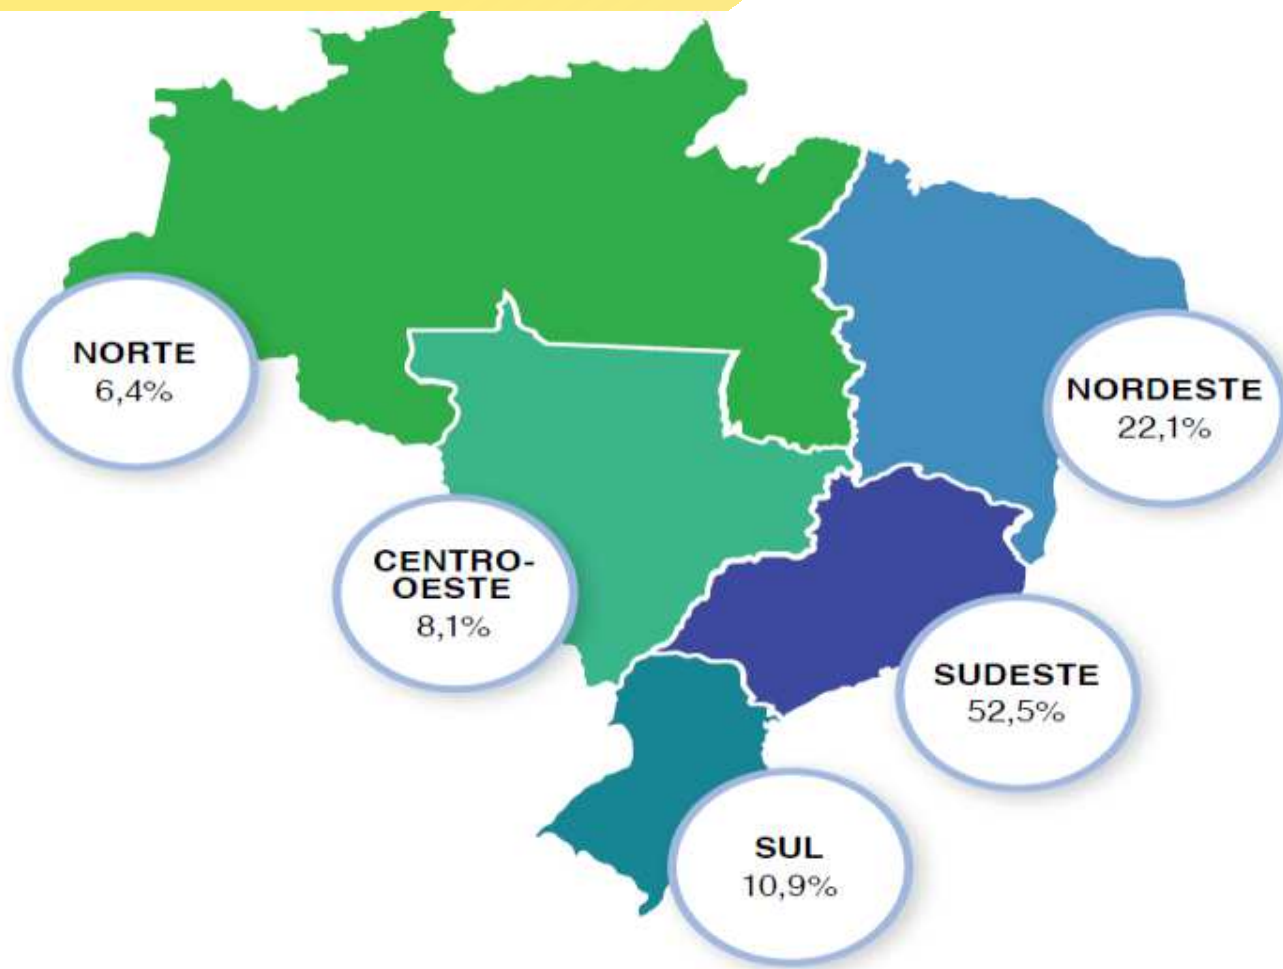 NORTE
6,4%
NORDESTE
22,1%
CENTRO-
OESTE
8,1%
SUDESTE
52,5%
SUL
10,9%